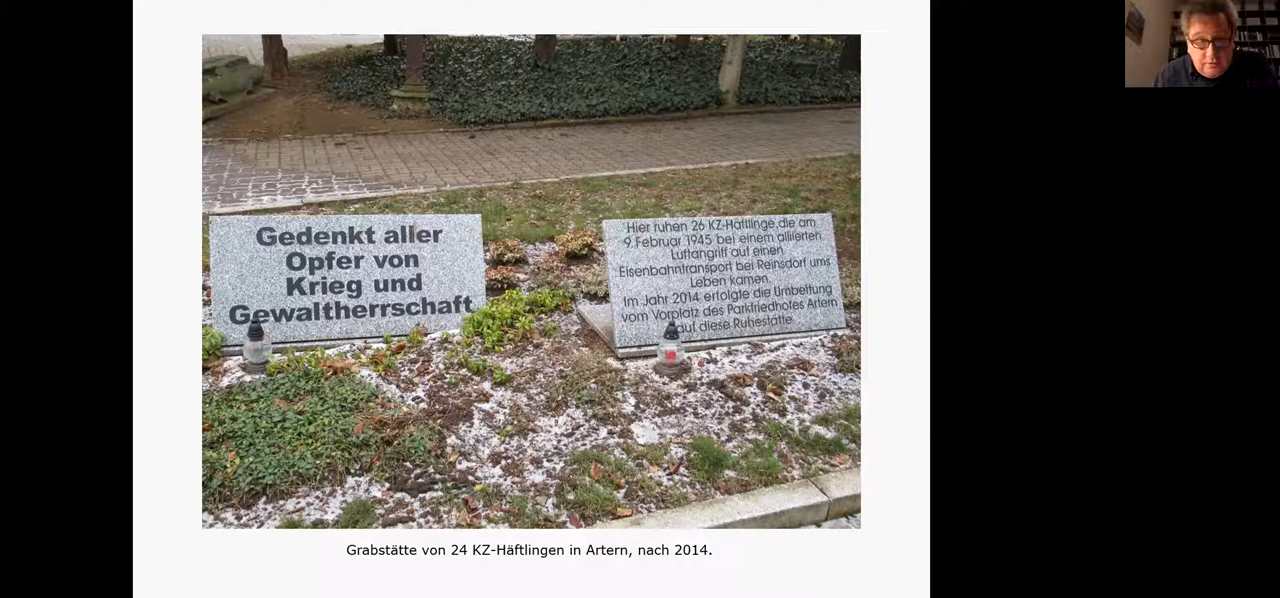 Gedenkt aller
Opfer von
Krieg und
Gewaltherrschaft
Hier ruhen 26 KZ-Häftlinge,die am
9.Februar 1945 bei einem alliierten
Luftangriff auf einen
Eisenbahntransport bei Reinsdorf ums
Leben kamen.
Im Jahr 2014 erfolgte die Umbettung
vom Vorplatz des Parkfriedhofes Artern
auf diese Ruhestätte.
Grabstätte von 24 KZ-Häftlingen in Artern, nach 2014.